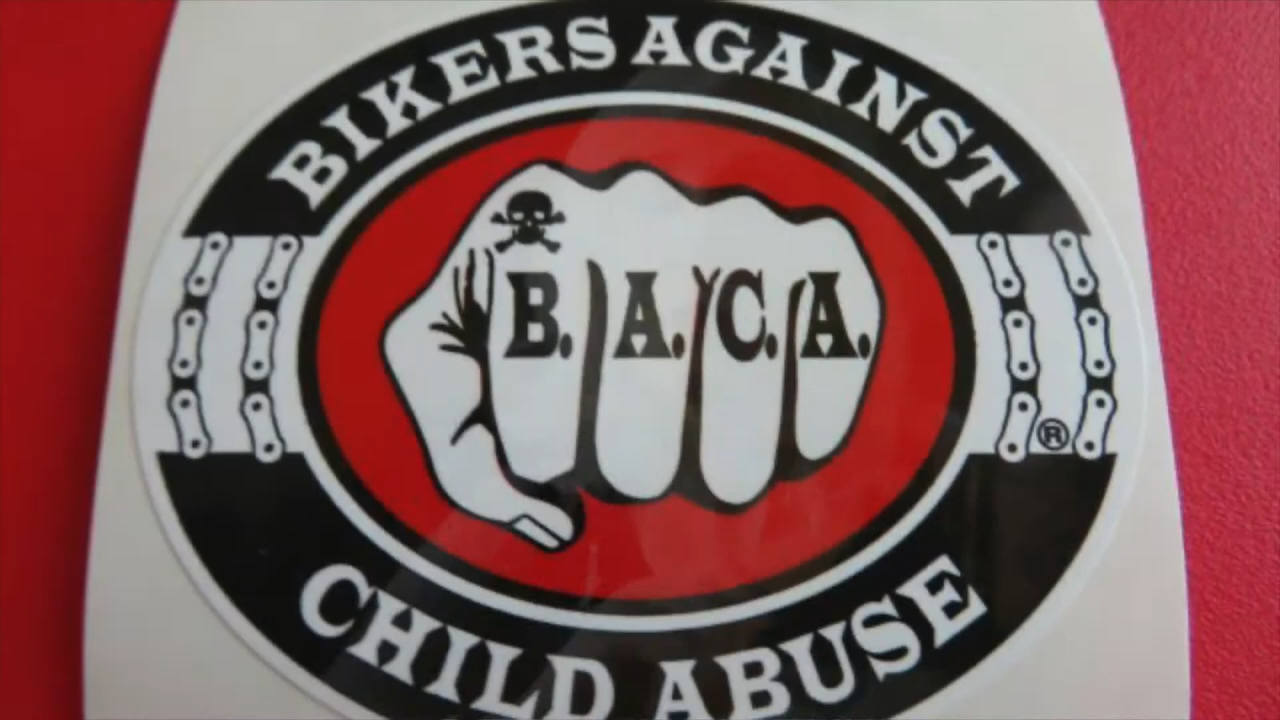 BIKERS AGAINST
B. A. C. A.
®
CHILD ABUSE